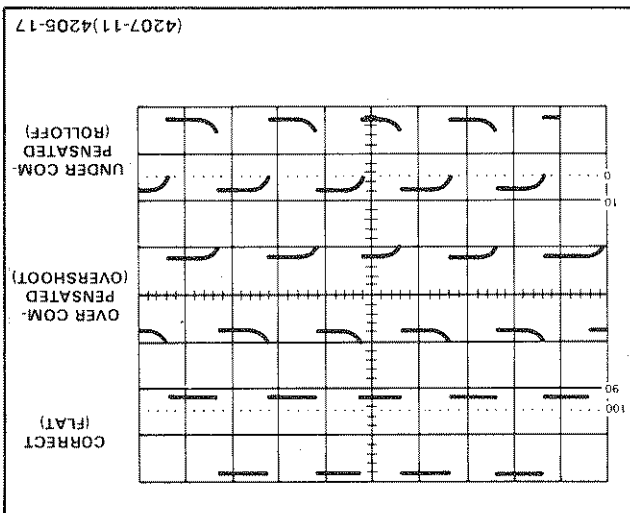 CORRECT
(FLAT)
100
90
OVER COM-
PENSATED
(OVERSHOOT)
10
0
UNDER COM-
PENSATED
(ROLLOFF)
(4207-11)4205-17